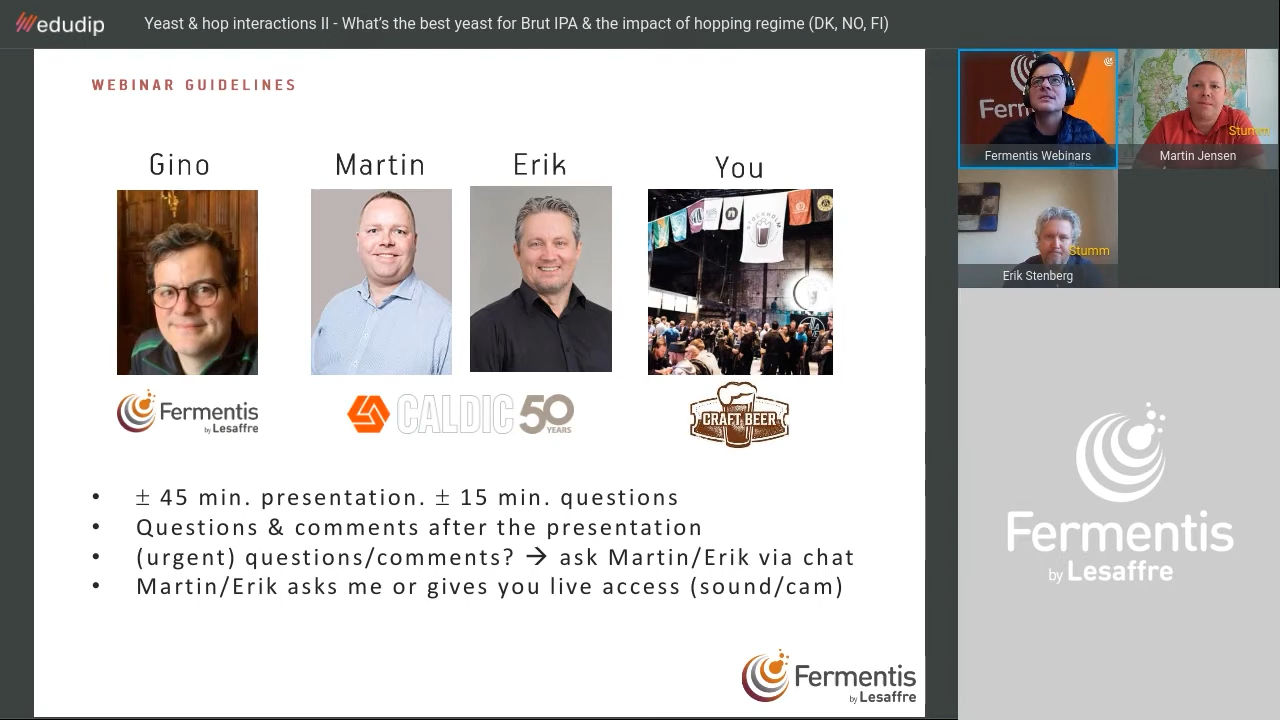 edudip
Yeast & hop interactions II - What's the best yeast for Brut IPA & the impact of hopping regime (DK, NO, FI)
WEBINAR GUIDELINES
Gino
Martin
Erik
You
STOCKHOLM
Fermentis
by Lesaffre
CALDIC 50
YEARS
CRAFT BEER
• ± 45 min. presentation. ± 15 min. questions
• Questions & comments after the presentation
• (urgent) questions/comments? → ask Martin/Erik via chat
• Martin/Erik asks me or gives you live access (sound/cam)
Fermentis
by Lesaffre
Ferm
Fermentis Webinars
Stumm
Martin Jensen
Stumm
Erik Stenberg
Fermentis
by Lesaffre